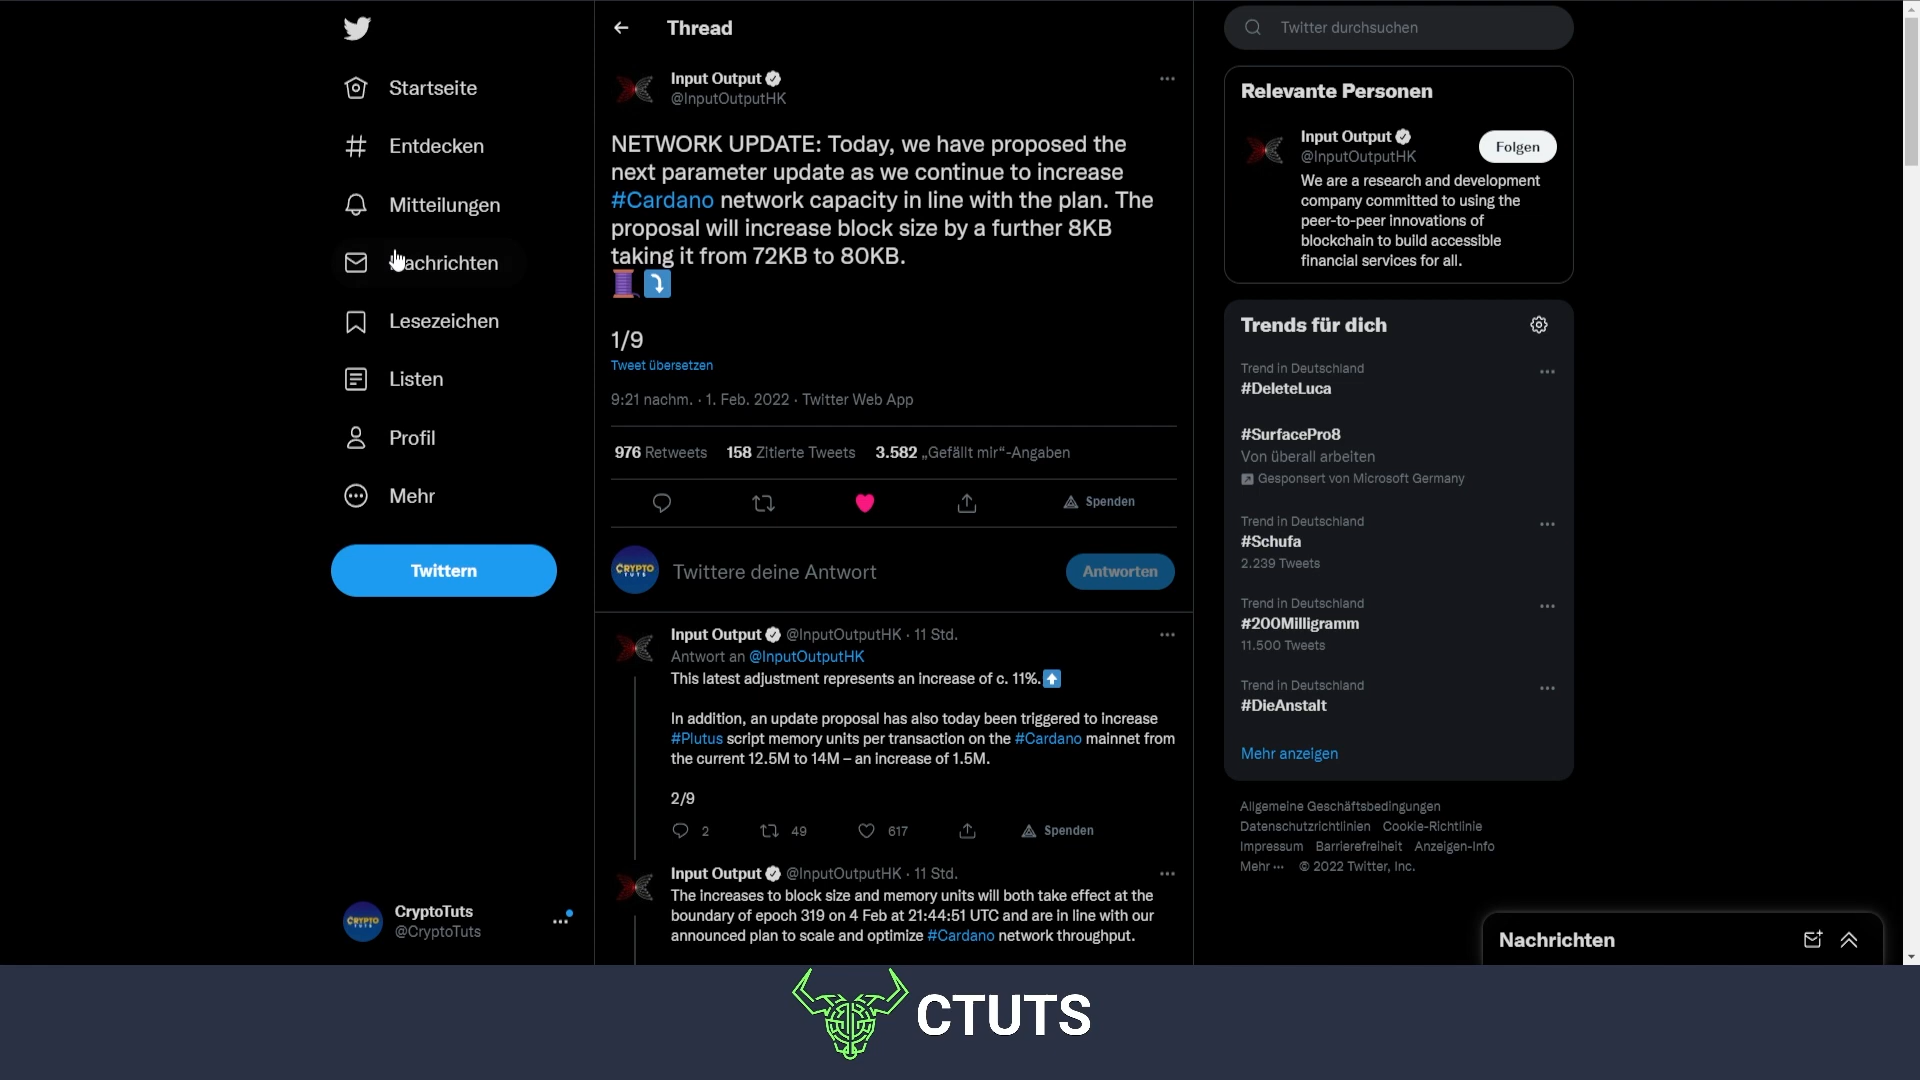 Startseite
Entdecken
Mitteilungen
achrichten
Lesezeichen
Listen
Profil
Mehr
Twittern
CRYPTO
TUTS
CryptoTuts
@CryptoTuts
Thread
Input Output
@InputOutputHK
NETWORK UPDATE: Today, we have proposed the
next parameter update as we continue to increase
#Cardano network capacity in line with the plan. The
proposal will increase block size by a further 8KB
taking it from 72KB to 80KB.
1/9
Tweet übersetzen
9:21 nachm. · 1. Feb. 2022 · Twitter Web App
976 Retweets 158 Zitierte Tweets 3.582 „Gefällt mir“-Angaben
Spenden
CRYPTO
TUTS
Twittere deine Antwort
Antworten
Input Output @InputOutputHK · 11 Std.
Antwort an @InputOutputHK
This latest adjustment represents an increase of c. 11%.
In addition, an update proposal has also today been triggered to increase
#Plutus script memory units per transaction on the #Cardano mainnet from
the current 12.5M to 14M – an increase of 1.5M.
2/9
2 49 617 Spenden
Input Output @InputOutputHK · 11 Std.
The increases to block size and memory units will both take effect at the
boundary of epoch 319 on 4 Feb at 21:44:51 UTC and are in line with our
announced plan to scale and optimize #Cardano network throughput.
Twitter durchsuchen
Relevante Personen
Input Output
@InputOutputHK
Folgen
We are a research and development
company committed to using the
peer-to-peer innovations of
blockchain to build accessible
financial services for all.
Trends für dich
Trend in Deutschland
#DeleteLuca
#SurfacePro8
Von überall arbeiten
Gesponsert von Microsoft Germany
Trend in Deutschland
#Schufa
2.239 Tweets
Trend in Deutschland
#200Milligramm
11.500 Tweets
Trend in Deutschland
#DieAnstalt
Mehr anzeigen
Allgemeine Geschäftsbedingungen
Datenschutzrichtlinien Cookie-Richtlinie
Impressum Barrierefreiheit Anzeigen-Info
Mehr ··· © 2022 Twitter, Inc.
Nachrichten
CTUTS